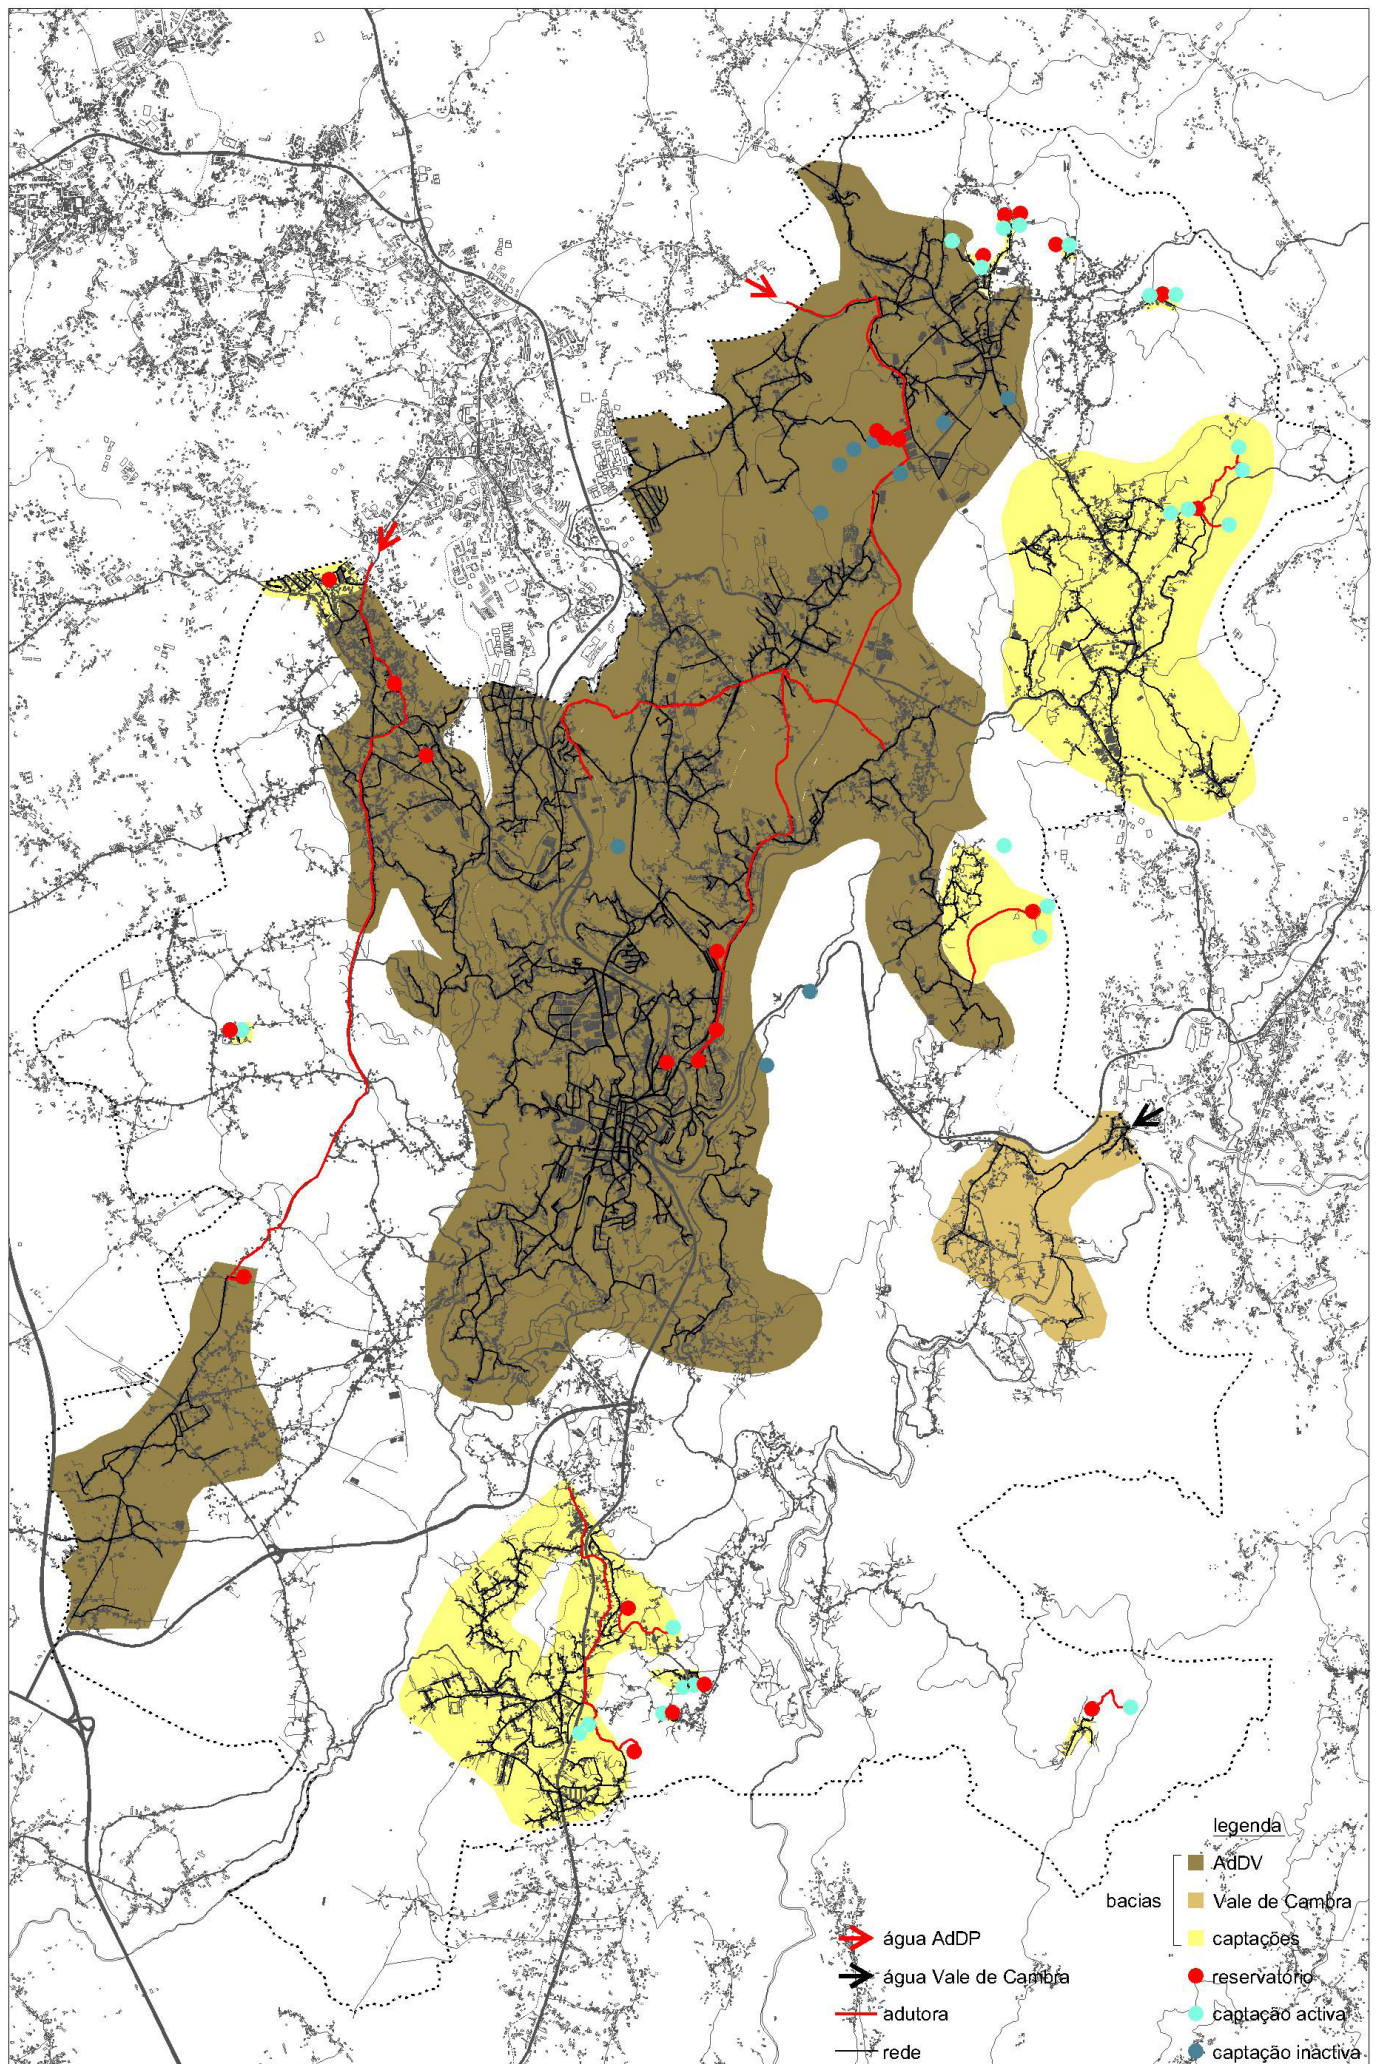 legenda
bacias
AdDV
Vale de Cambra
captações
água AdDP
água Vale de Cambra
adutora
rede
reservatório
captação activa
captação inactiva